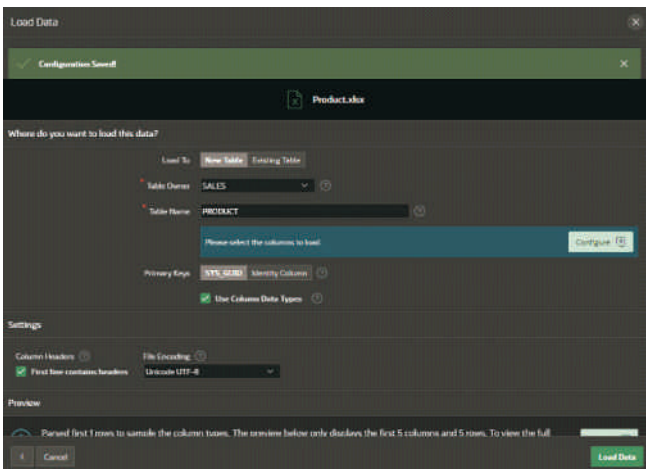 Load Data
Configuration Saved!
Product.xlsx
Where do you want to load this data?
Load To New Table Existing Table
* Table Owner SALES
* Table Name PRODUCT
Please select the columns to load. Configure
Primary Keys SYS_GUID Identity Column
Use Column Data Types
Settings
Column Headers File Encoding
First line contains headers Unicode UTF-8
Preview
Parsed first 1 rows to sample the column types. The preview below only displays the first 5 columns and 5 rows. To view the full
Cancel Load Data